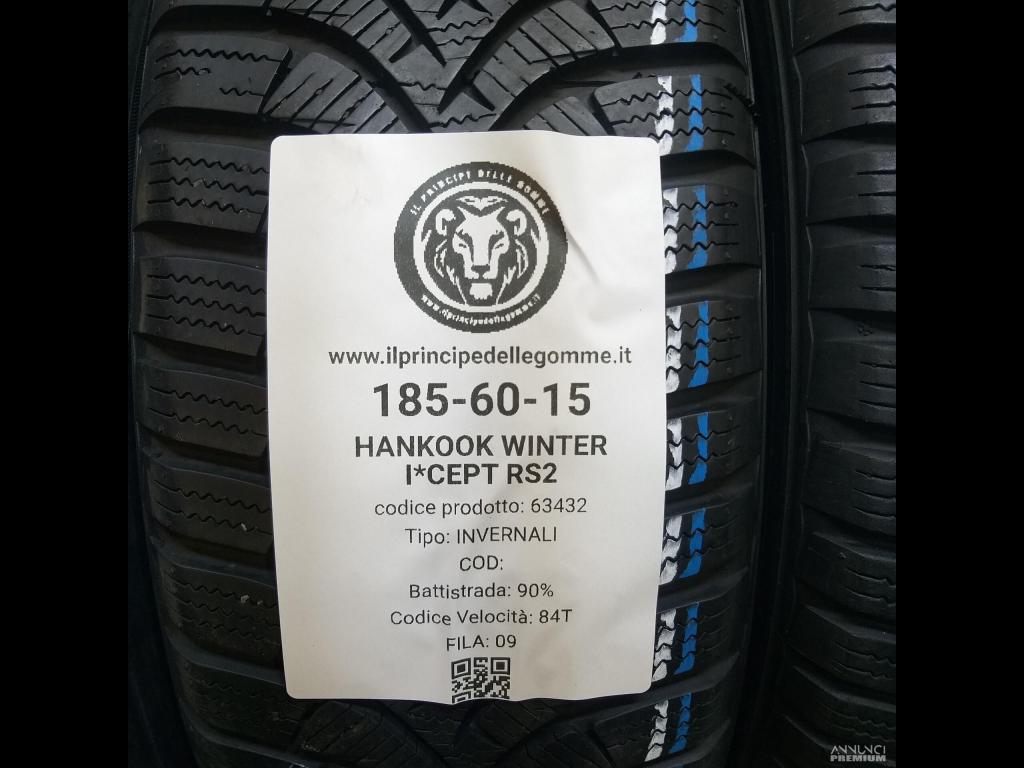 IL PRINCIPE DELLE GOMME
www.ilprincipedellegomme.it
www.ilprincipedellegomme.it
185-60-15
HANKOOK WINTER
I*CEPT RS2
codice prodotto: 63432
Tipo: INVERNALI
COD:
Battistrada: 90%
Codice Velocità: 84T
FILA: 09
ANNUNCI
PREMIUM